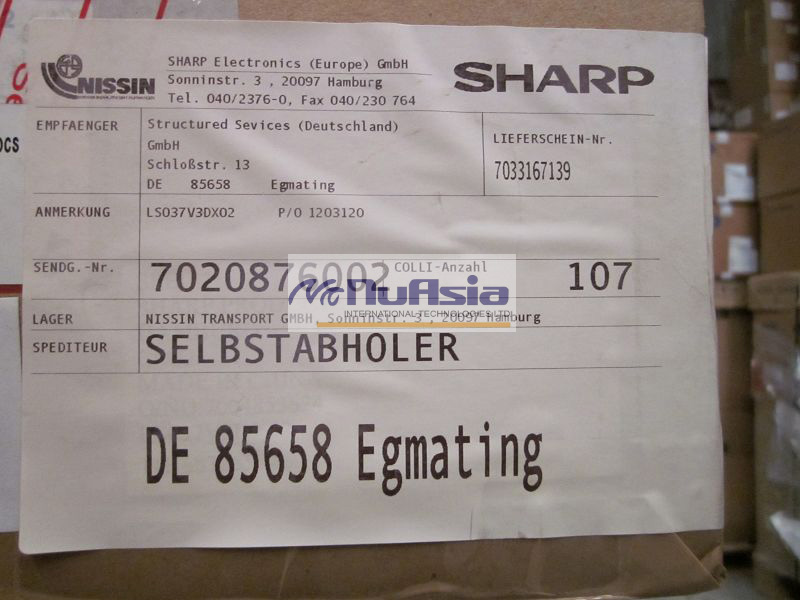 NISSIN
SHARP Electronics (Europe) GmbH
Sonninstr. 3 , 20097 Hamburg
Tel. 040/2376-0, Fax 040/230 764
SHARP
EMPFAENGER
Structured Sevices (Deutschland)
GmbH
Schloßstr. 13
DE 85658 Egmating
LIEFERSCHEIN-Nr.
7033167139
ANMERKUNG LS037V3DX02 P/O 1203120
SENDG.-Nr. 7020876002 COLLI-Anzahl 107
NuAsia
INTERNATIONAL TECHNOLOGIES LTD
LAGER NISSIN TRANSPORT GMBH, Sonninstr. 3 , 20097 Hamburg
SPEDITEUR SELBSTABHOLER
DE 85658 Egmating